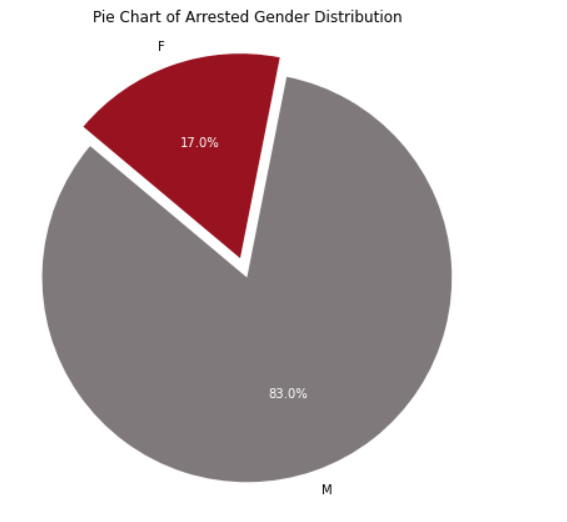 Pie Chart of Arrested Gender Distribution
F
17.0%
83.0%
M